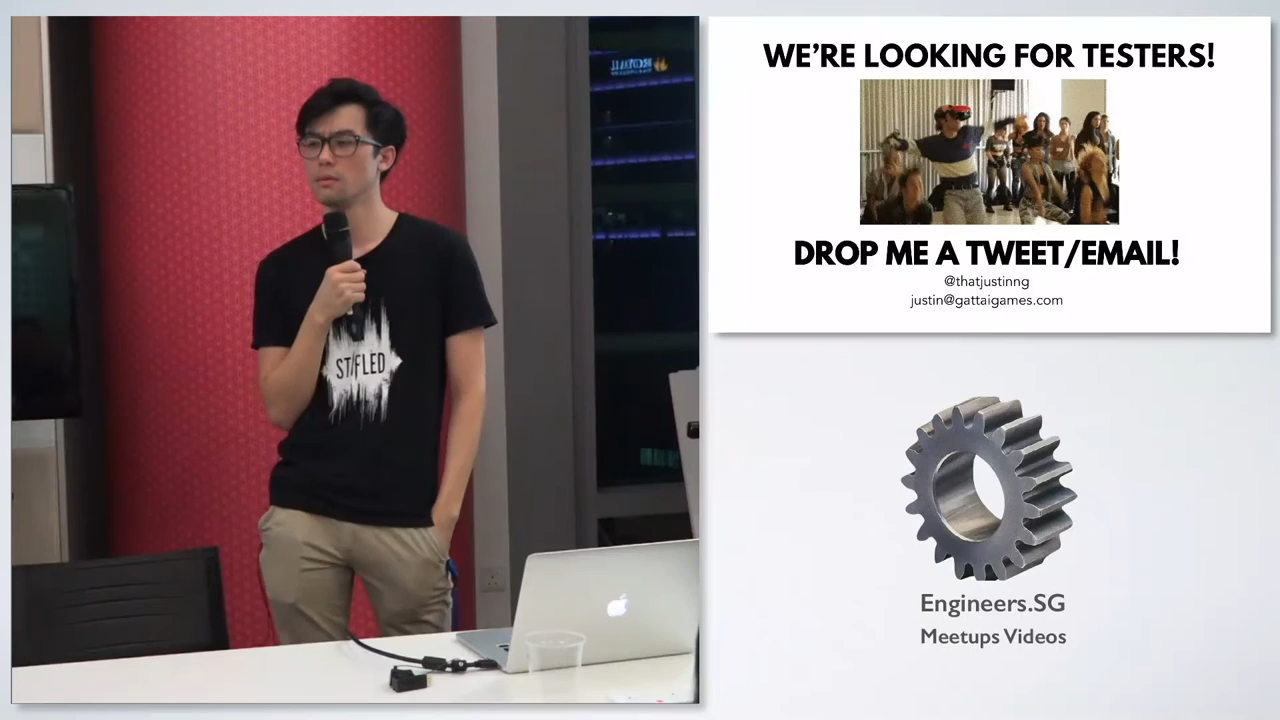 STIFLED
WE'RE LOOKING FOR TESTERS!
DROP ME A TWEET/EMAIL!
@thatjustinng
justin@gattaigames.com
Engineers.SG
Meetups Videos